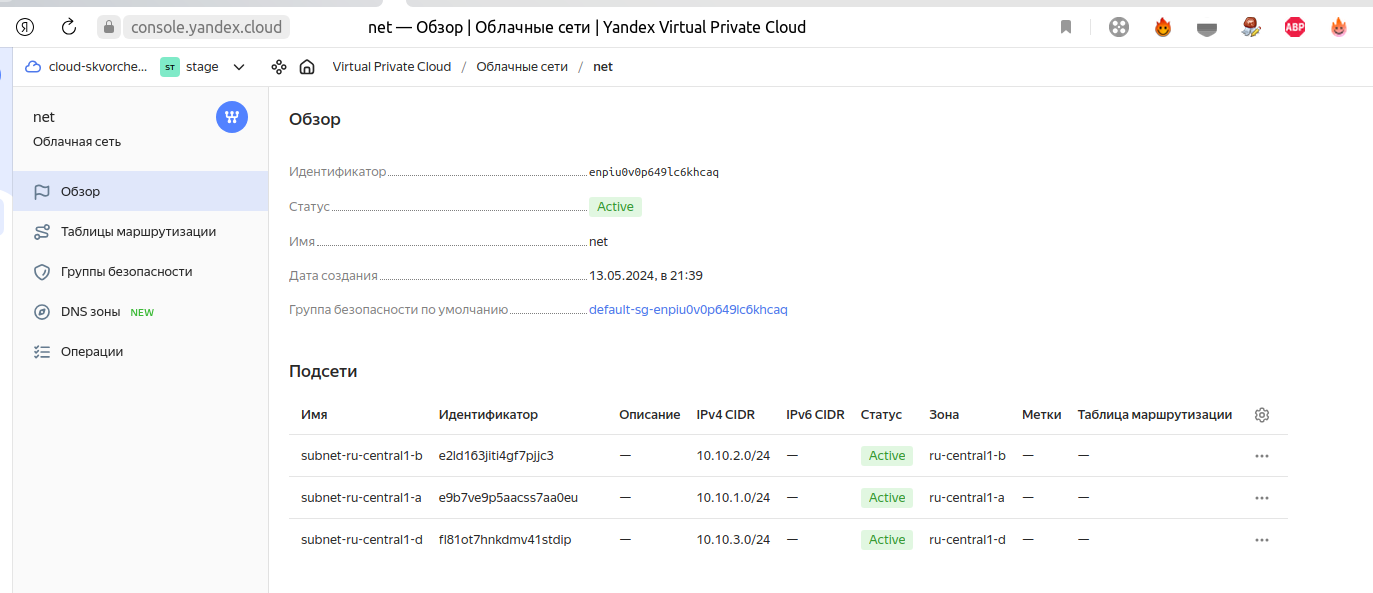 Я console.yandex.cloud net — Обзор | Облачные сети | Yandex Virtual Private Cloud ABP
cloud-skvorche... ST stage Virtual Private Cloud / Облачные сети / net
net
Облачная сеть
Обзор
Таблицы маршрутизации
Группы безопасности
DNS зоны NEW
Операции
Обзор
Идентификатор enpiu0v0p649lc6khcaq
Статус Active
Имя net
Дата создания 13.05.2024, в 21:39
Группа безопасности по умолчанию default-sg-enpiu0v0p649lc6khcaq
Подсети
Имя Идентификатор Описание IPv4 CIDR IPv6 CIDR Статус Зона Метки Таблица маршрутизации
subnet-ru-central1-b e2ld163jiti4gf7pjjc3 — 10.10.2.0/24 — Active ru-central1-b — —
subnet-ru-central1-a e9b7ve9p5aacss7aa0eu — 10.10.1.0/24 — Active ru-central1-a — —
subnet-ru-central1-d fl81ot7hnkdmv41stdip — 10.10.3.0/24 — Active ru-central1-d — —